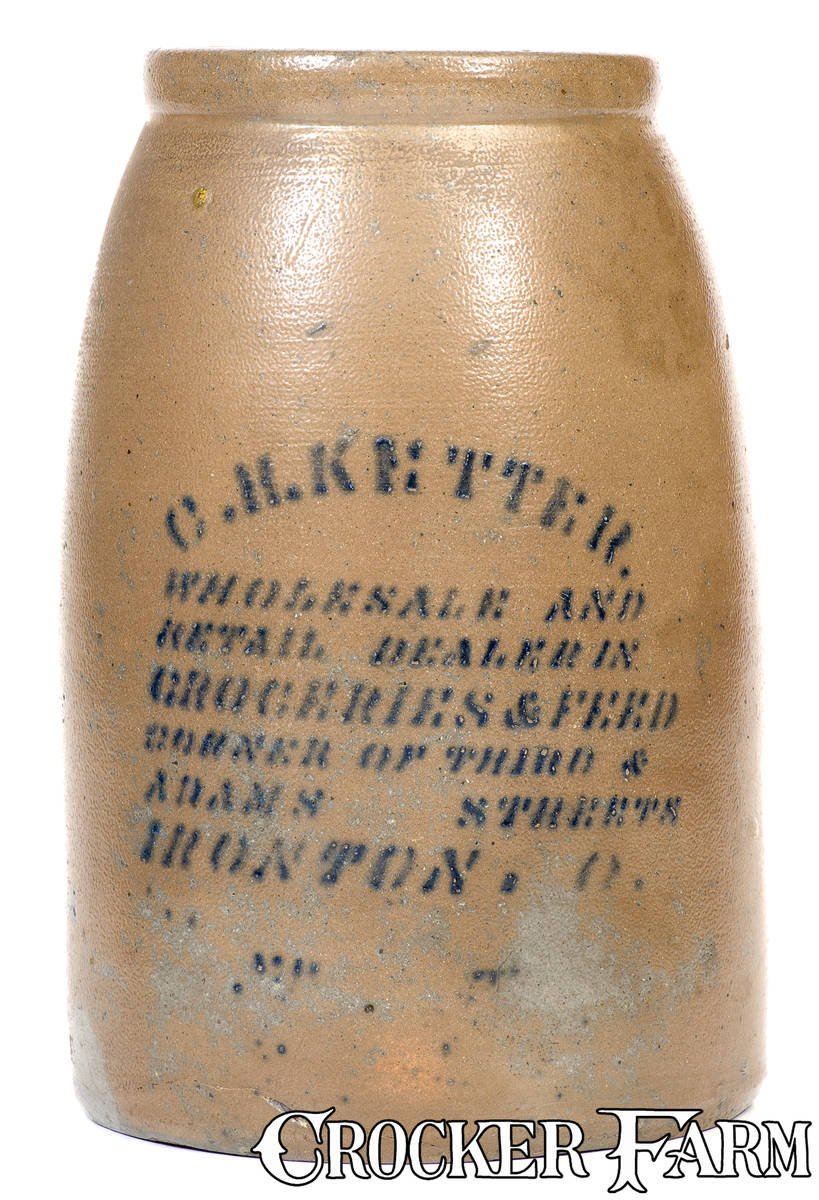 C.H.KETTER.
WHOLESALE AND
RETAIL DEALER IN
GROCERIES & FEED
CORNER OF THIRD &
ADAMS STREETS
IRONTON. O.
CROCKER FARM